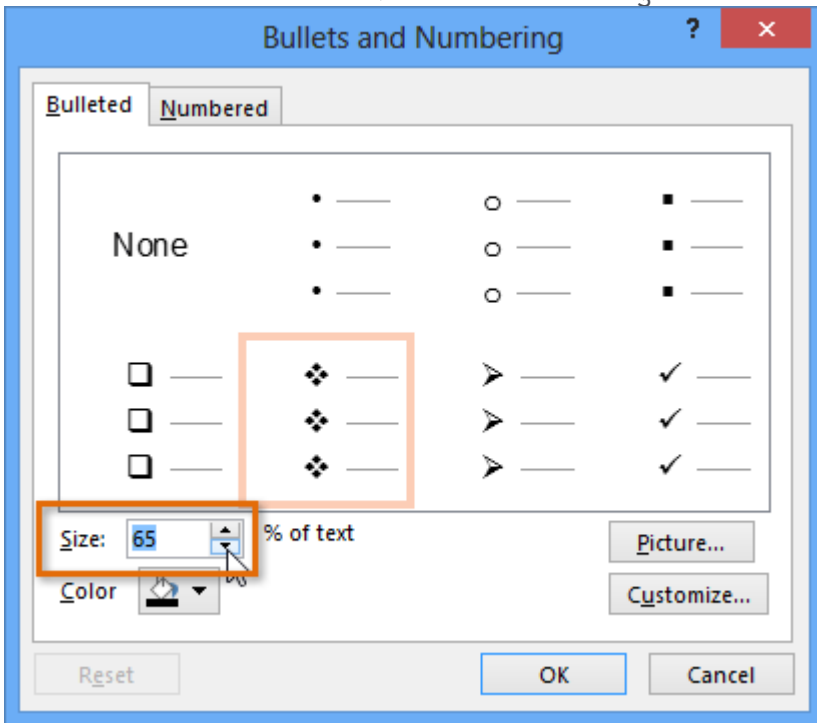 Bullets and Numbering ?
Bulleted Numbered
None
Size: 65 % of text
Picture...
Color
Customize...
Reset OK Cancel